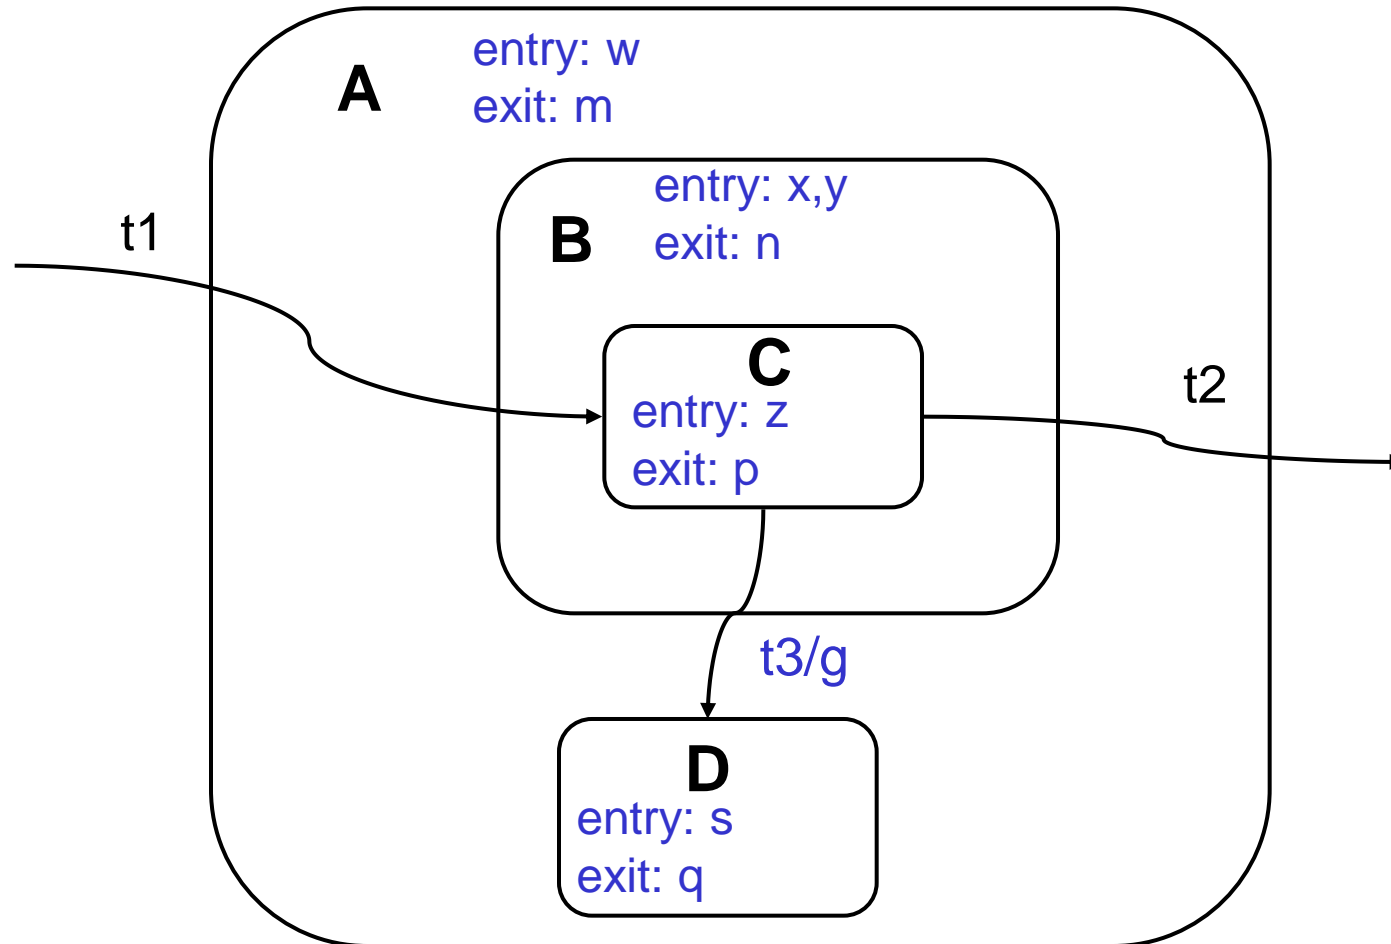 entry: w
A
exit: m
entry: x,y
t1
B
exit: n
C
t2
entry: z
exit: p
t3/g
D
entry: s
exit: q